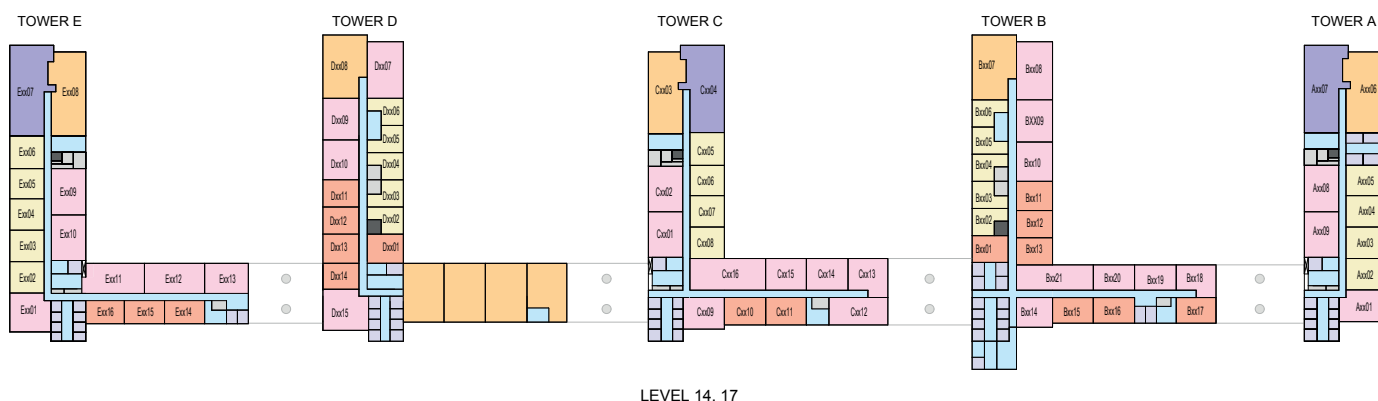 TOWER E
TOWER D
TOWER C
TOWER B
TOWER A
Exx07
Exx08
Exx06
Exx05
Exx04
Exx03
Exx02
Exx01
Exx09
Exx10
Exx11
Exx12
Exx13
Exx16
Exx15
Exx14
Dxx08
Dxx07
Dxx09
Dxx06
Dxx05
Dxx10
Dxx04
Dxx11
Dxx03
Dxx12
Dxx02
Dxx13
Dxx01
Dxx14
Dxx15
Cxx03
Cxx04
Cxx05
Cxx02
Cxx06
Cxx07
Cxx01
Cxx08
Cxx16
Cxx15
Cxx14
Cxx13
Cxx09
Cxx10
Cxx11
Cxx12
Bxx07
Bxx08
Bxx06
BXX09
Bxx05
Bxx04
Bxx10
Bxx03
Bxx11
Bxx02
Bxx12
Bxx01
Bxx13
Bxx21
Bxx20
Bxx19
Bxx18
Bxx14
Bxx15
Bxx16
Bxx17
Axx07
Axx06
Axx08
Axx05
Axx04
Axx09
Axx03
Axx02
Axx01
LEVEL 14, 17